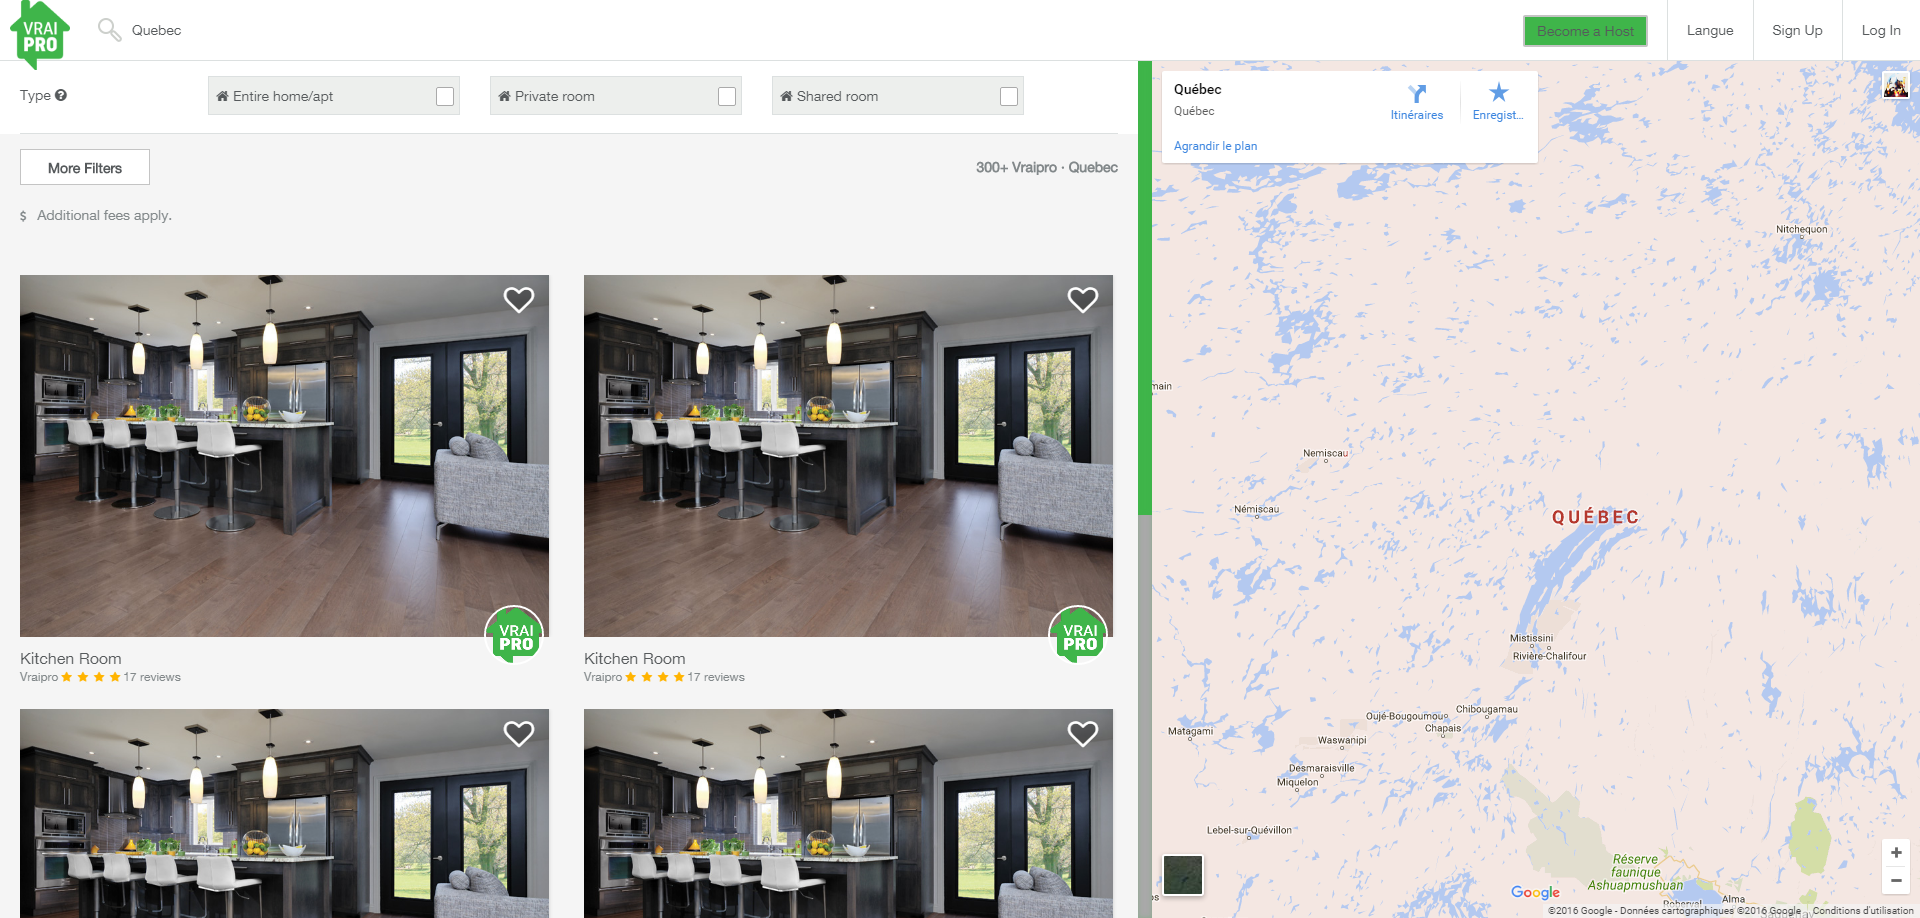 VRAI
PRO
Quebec
Become a Host
Langue
Sign Up
Log In
Type
Entire home/apt
Private room
Shared room
More Filters
300+ Vraipro · Quebec
$ Additional fees apply.
VRAI
PRO
Kitchen Room
Vraipro 17 reviews
VRAI
PRO
Kitchen Room
Vraipro 17 reviews
Québec
Québec
Itinéraires
Enregist...
Agrandir le plan
Nitchequon
main
Nemiscau
Némiscau
QUÉBEC
Mistissini
Rivière-Chalifour
Chibougamau
Oujé-Bougoumou
Chapais
Matagami
Waswanipi
Desmaraisville
Miquelon
Lebel-sur-Quévillon
Réserve
faunique
Ashuapmushuan
Alma
Roberval
Google
+
−
©2016 Google - Données cartographiques ©2016 Google
Conditions d'utilisation